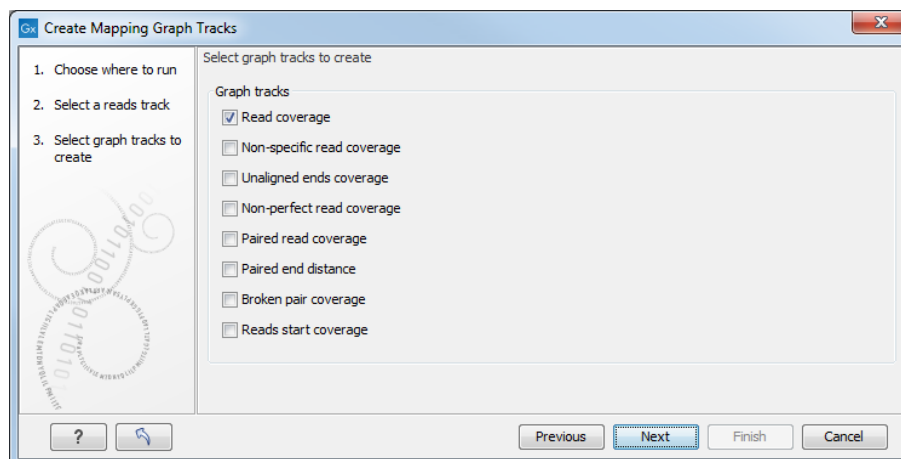 Gx Create Mapping Graph Tracks
1. Choose where to run
2. Select a reads track
3. Select graph tracks to
create
Select graph tracks to create
Graph tracks
Read coverage
Non-specific read coverage
Unaligned ends coverage
Non-perfect read coverage
Paired read coverage
Paired end distance
Broken pair coverage
Reads start coverage
?
Previous
Next
Finish
Cancel